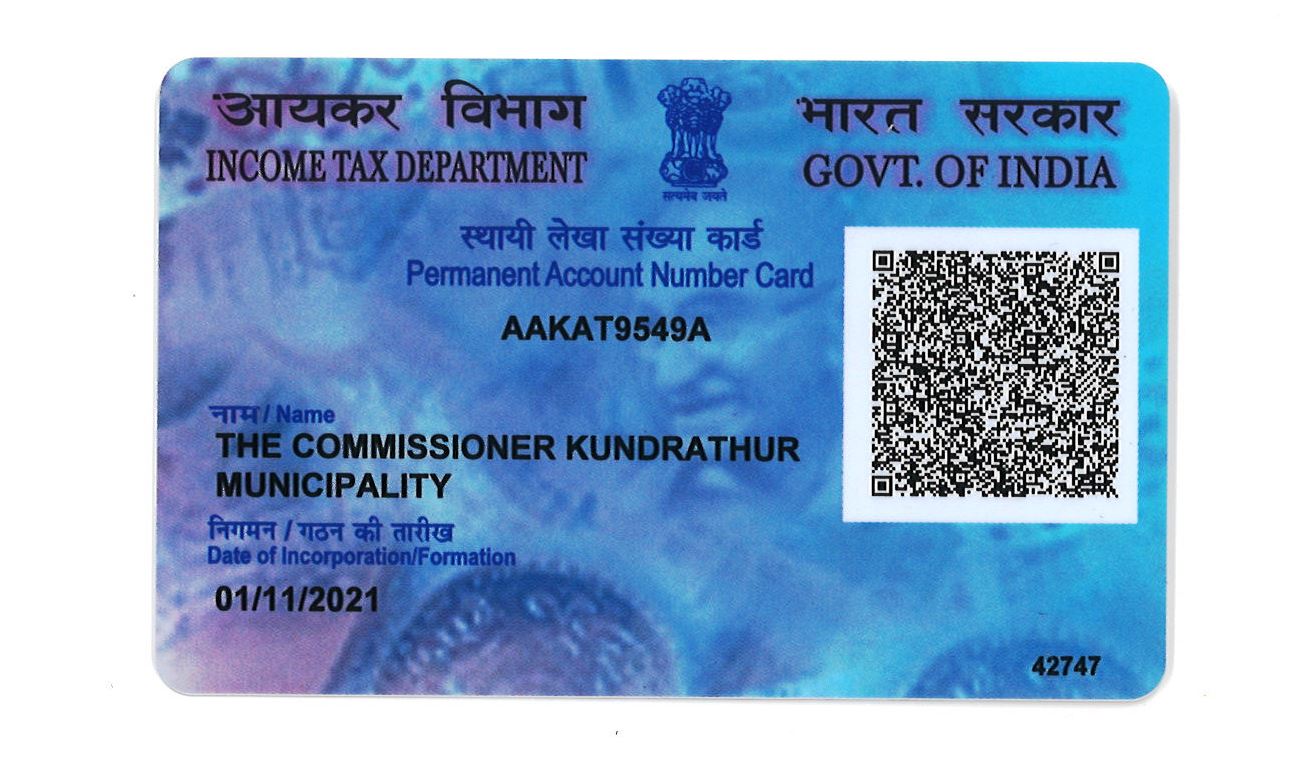 आयकर विभाग
INCOME TAX DEPARTMENT
सत्यमेव जयते
भारत सरकार
GOVT. OF INDIA
स्थायी लेखा संख्या कार्ड
Permanent Account Number Card
AAKAT9549A
नाम / Name
THE COMMISSIONER KUNDRATHUR
MUNICIPALITY
निगमन / गठन की तारीख
Date of Incorporation/Formation
01/11/2021
42747